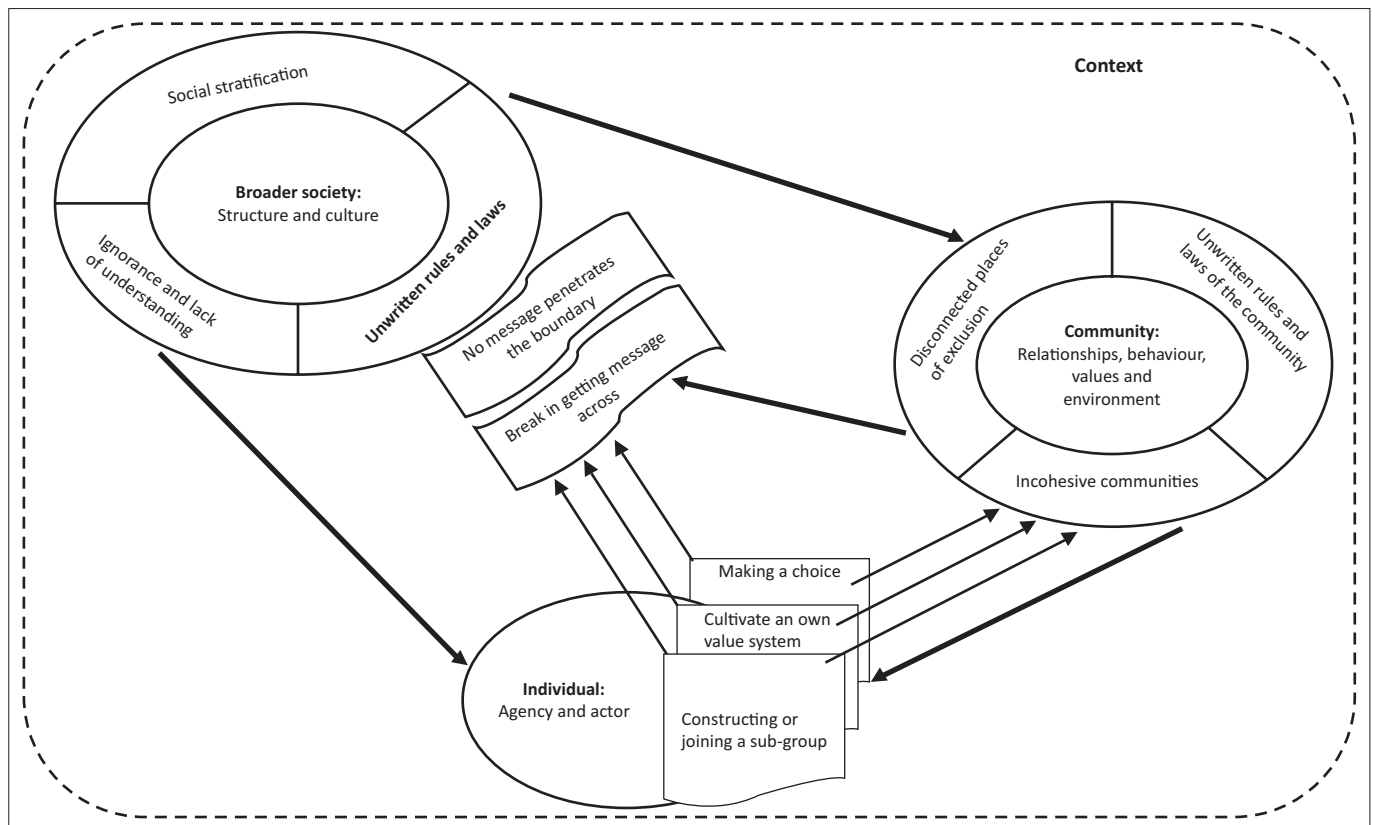 Context
Social stratification
Broader society:
Structure and culture
Ignorance and lack
of understanding
Unwritten rules and laws
No message penetrates
the boundary
Break in getting message
across
Disconnected places
of exclusion
Unwritten rules and
laws of the community
Community:
Relationships, behaviour,
values and
environment
Incohesive communities
Making a choice
Cultivate an own
value system
Constructing or
joining a sub-group
Individual:
Agency and actor